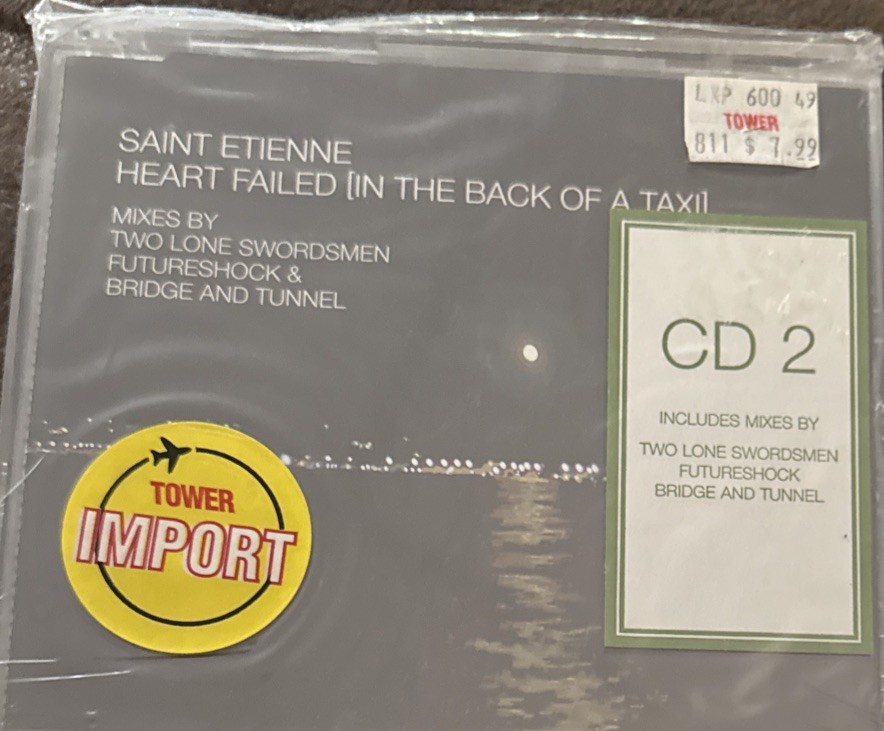 600 49
TOWER
811 $ 7.99
SAINT ETIENNE
HEART FAILED [IN THE BACK OF A TAXI]
MIXES BY
TWO LONE SWORDSMEN
FUTURESHOCK &
BRIDGE AND TUNNEL
CD 2
INCLUDES MIXES BY
TWO LONE SWORDSMEN
FUTURESHOCK
BRIDGE AND TUNNEL
TOWER
IMPORT